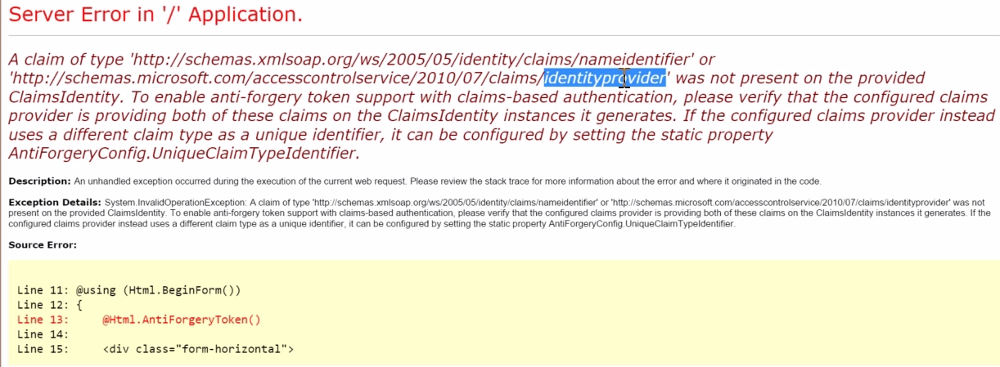 Server Error in '/' Application.
A claim of type 'http://schemas.xmlsoap.org/ws/2005/05/identity/claims/nameidentifier' or
'http://schemas.microsoft.com/accesscontrolservice/2010/07/claims/identityprovider' was not present on the provided
ClaimsIdentity. To enable anti-forgery token support with claims-based authentication, please verify that the configured claims
provider is providing both of these claims on the ClaimsIdentity instances it generates. If the configured claims provider instead
uses a different claim type as a unique identifier, it can be configured by setting the static property
AntiForgeryConfig.UniqueClaimTypeIdentifier.
Description: An unhandled exception occurred during the execution of the current web request. Please review the stack trace for more information about the error and where it originated in the code.
Exception Details: System.InvalidOperationException: A claim of type 'http://schemas.xmlsoap.org/ws/2005/05/identity/claims/nameidentifier' or 'http://schemas.microsoft.com/accesscontrolservice/2010/07/claims/identityprovider' was not
present on the provided ClaimsIdentity. To enable anti-forgery token support with claims-based authentication, please verify that the configured claims provider is providing both of these claims on the ClaimsIdentity instances it generates. If the
configured claims provider instead uses a different claim type as a unique identifier, it can be configured by setting the static property AntiForgeryConfig.UniqueClaimTypeIdentifier.
Source Error:
Line 11: @using (Html.BeginForm())
Line 12: {
Line 13:     @Html.AntiForgeryToken()
Line 14:
Line 15:     <div class="form-horizontal">